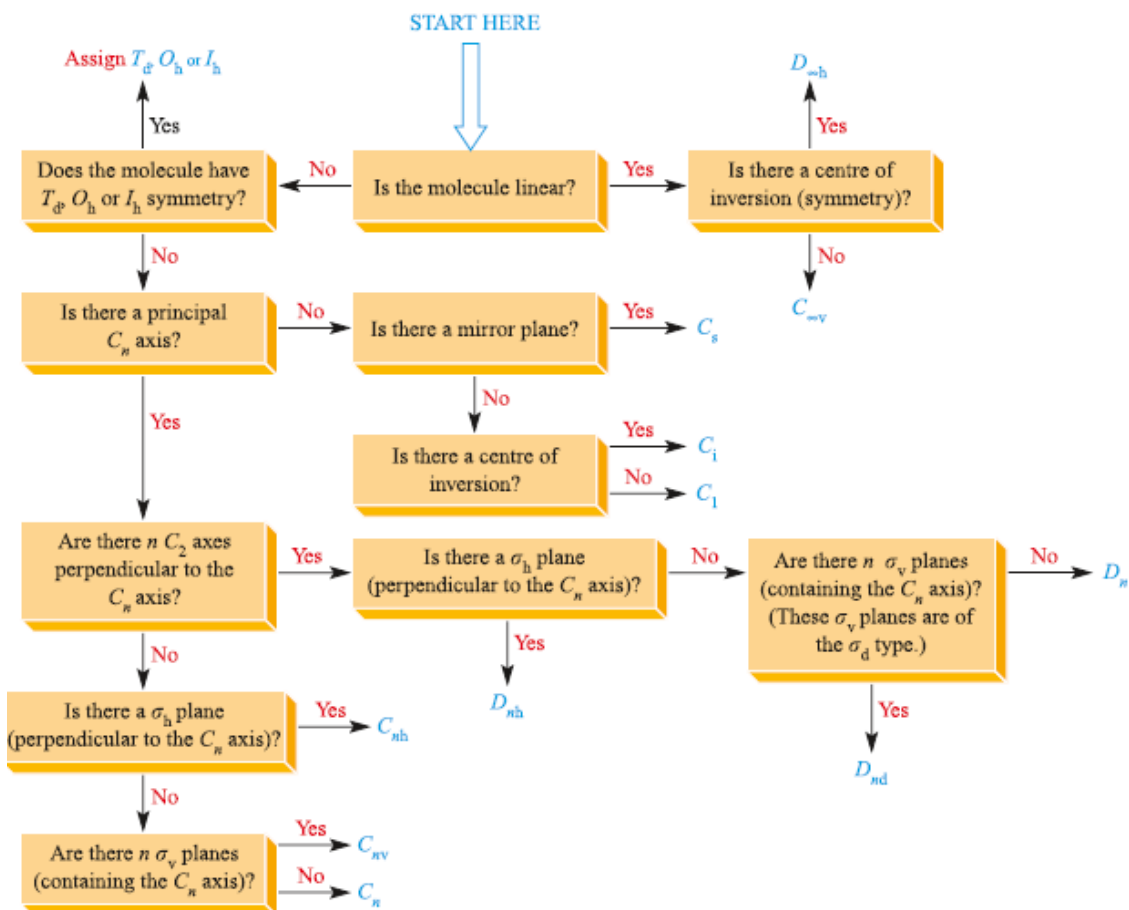 START HERE
Assign T_d, O_h or I_h
D_∞h
Yes
Yes
Does the molecule have
T_d, O_h or I_h symmetry?
No
Is the molecule linear?
Yes
Is there a centre of
inversion (symmetry)?
No
No
C_∞v
Is there a principal
C_n axis?
No
Is there a mirror plane?
Yes
C_s
Yes
No
Is there a centre of
inversion?
Yes
C_i
No
C_1
Are there n C_2 axes
perpendicular to the
C_n axis?
Yes
Is there a σ_h plane
(perpendicular to the C_n axis)?
No
Are there n σ_v planes
(containing the C_n axis)?
(These σ_v planes are of
the σ_d type.)
No
D_n
No
Yes
D_nh
Yes
D_nd
Is there a σ_h plane
(perpendicular to the C_n axis)?
Yes
C_nh
No
Are there n σ_v planes
(containing the C_n axis)?
Yes
C_nv
No
C_n